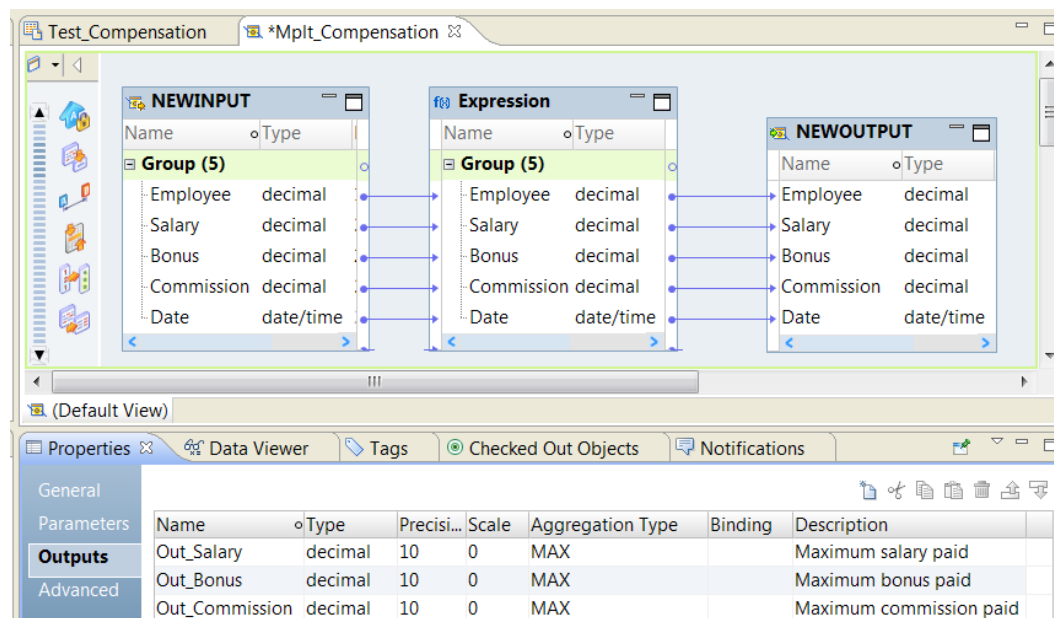 Test_Compensation
*Mplt_Compensation
NEWINPUT
Name Type
Group (5)
Employee decimal
Salary decimal
Bonus decimal
Commission decimal
Date date/time
f(x) Expression
Name Type
Group (5)
Employee decimal
Salary decimal
Bonus decimal
Commission decimal
Date date/time
NEWOUTPUT
Name Type
Employee decimal
Salary decimal
Bonus decimal
Commission decimal
Date date/time
(Default View)
Properties Data Viewer Tags Checked Out Objects Notifications
General
Parameters
Outputs
Advanced
Name Type Precisi... Scale Aggregation Type Binding Description
Out_Salary decimal 10 0 MAX Maximum salary paid
Out_Bonus decimal 10 0 MAX Maximum bonus paid
Out_Commission decimal 10 0 MAX Maximum commission paid